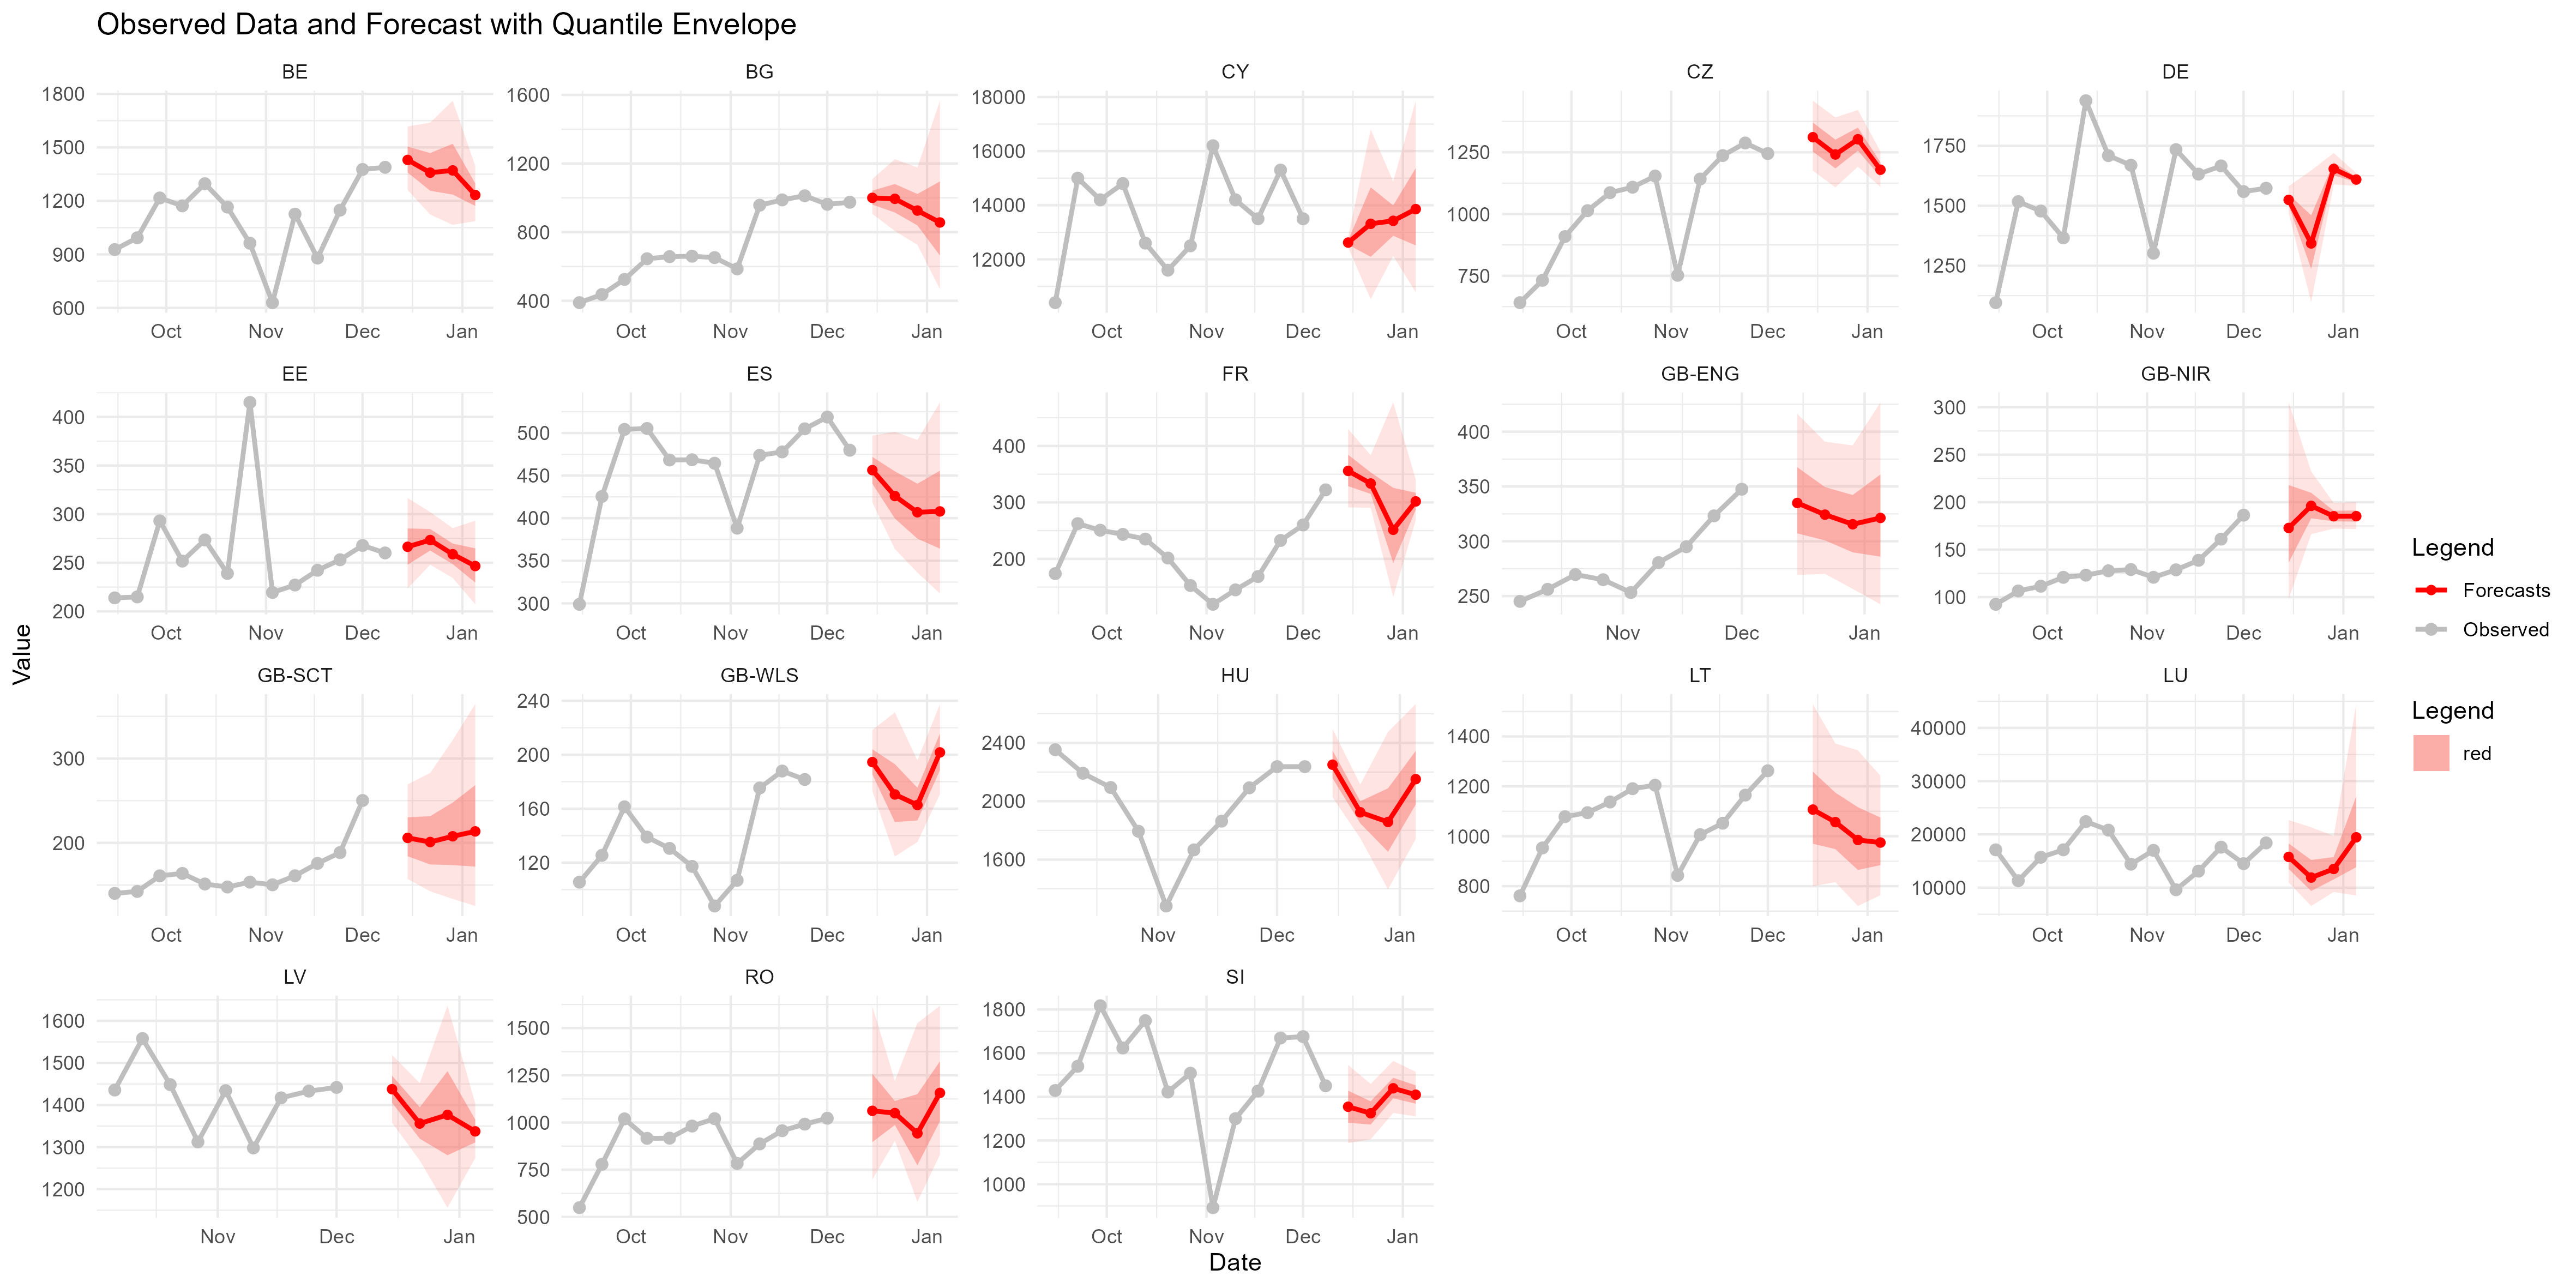 Observed Data and Forecast with Quantile Envelope
BE
BG
CY
CZ
DE
1800
1500
1200
900
600
Oct Nov Dec Jan
1600
1200
800
400
Oct Nov Dec Jan
18000
16000
14000
12000
Oct Nov Dec Jan
1250
1000
750
Oct Nov Dec Jan
1750
1500
1250
Oct Nov Dec Jan
EE
ES
FR
GB-ENG
GB-NIR
400
350
300
250
200
Oct Nov Dec Jan
500
450
400
350
300
Oct Nov Dec Jan
400
300
200
Oct Nov Dec Jan
400
350
300
250
Nov Dec Jan
300
250
200
150
100
Oct Nov Dec Jan
GB-SCT
GB-WLS
HU
LT
LU
300
200
Oct Nov Dec Jan
240
200
160
120
Oct Nov Dec Jan
2400
2000
1600
Nov Dec Jan
1400
1200
1000
800
Oct Nov Dec Jan
40000
30000
20000
10000
Oct Nov Dec Jan
LV
RO
SI
1600
1500
1400
1300
1200
Nov Dec Jan
1500
1250
1000
750
500
Oct Nov Dec Jan
1800
1600
1400
1200
1000
Oct Nov Dec Jan
Value
Date
Legend
Forecasts
Observed
Legend
red